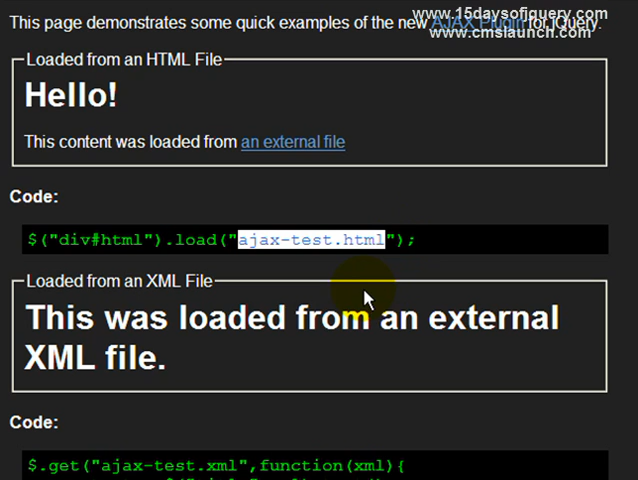 www.15daysofjquery.com
This page demonstrates some quick examples of the new AJAX Plugin for jQuery.
www.cmslaunch.com
Loaded from an HTML File
Hello!
This content was loaded from an external file
Code:
$("div#html").load("ajax-test.html");
Loaded from an XML File
This was loaded from an external
XML file.
Code:
$.get("ajax-test.xml",function(xml){